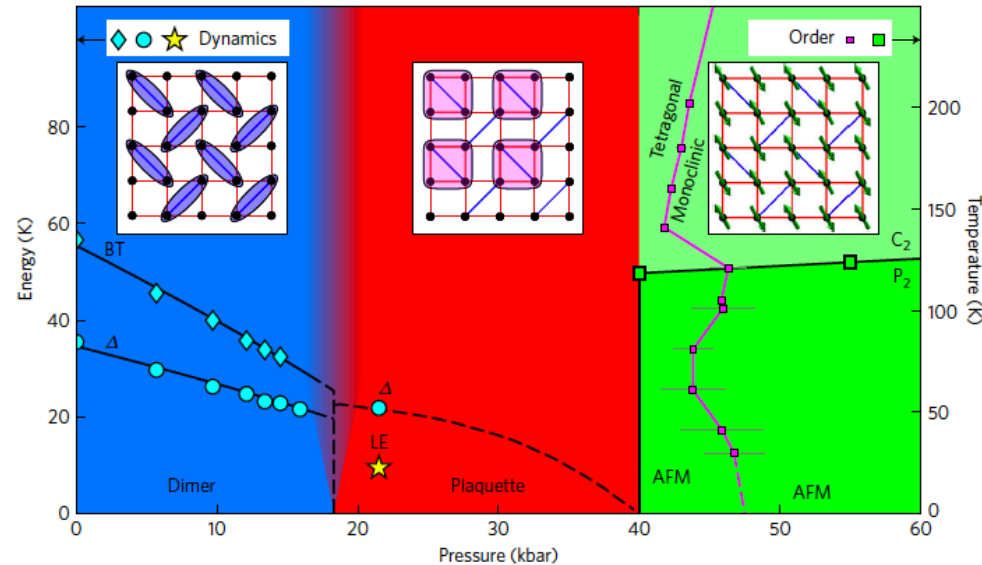 Dynamics
Order
Tetragonal
Monoclinic
80
60
40
20
0
Energy (K)
200
150
100
50
0
Temperature (K)
BT
Δ
Δ
LE
C₂
P₂
Dimer
Plaquette
AFM
AFM
0
10
20
30
40
50
60
Pressure (kbar)